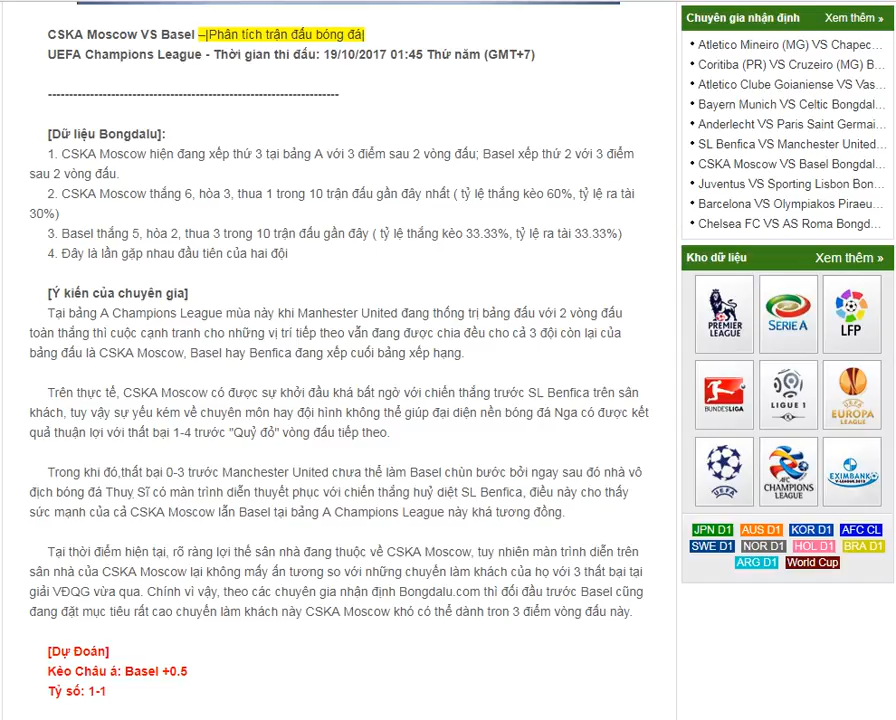 CSKA Moscow VS Basel –|Phân tích trận đấu bóng đá|
UEFA Champions League - Thời gian thi đấu: 19/10/2017 01:45 Thứ năm (GMT+7)
---------------------------------------------------------------------
[Dữ liệu Bongdalu]:
1. CSKA Moscow hiện đang xếp thứ 3 tại bảng A với 3 điểm sau 2 vòng đấu; Basel xếp thứ 2 với 3 điểm
sau 2 vòng đấu.
2. CSKA Moscow thắng 6, hòa 3, thua 1 trong 10 trận đấu gần đây nhất ( tỷ lệ thắng kèo 60%, tỷ lệ ra tài
30%)
3. Basel thắng 5, hòa 2, thua 3 trong 10 trận đấu gần đây ( tỷ lệ thắng kèo 33.33%, tỷ lệ ra tài 33.33%)
4. Đây là lần gặp nhau đầu tiên của hai đội
[Ý kiến của chuyên gia]
Tại bảng A Champions League mùa này khi Manhester United đang thống trị bảng đấu với 2 vòng đấu
toàn thắng thì cuộc cạnh tranh cho những vị trí tiếp theo vẫn đang được chia đều cho cả 3 đội còn lại của
bảng đấu là CSKA Moscow, Basel hay Benfica đang xếp cuối bảng xếp hạng.
Trên thực tế, CSKA Moscow có được sự khởi đầu khá bất ngờ với chiến thắng trước SL Benfica trên sân
khách, tuy vậy sự yếu kém về chuyên môn hay đội hình không thể giúp đại diện nền bóng đá Nga có được kết
quả thuận lợi với thất bại 1-4 trước "Quỷ đỏ" vòng đấu tiếp theo.
Trong khi đó,thất bại 0-3 trước Manchester United chưa thể làm Basel chùn bước bởi ngay sau đó nhà vô
địch bóng đá Thuỵ Sĩ có màn trình diễn thuyết phục với chiến thắng huỷ diệt SL Benfica, điều này cho thấy
sức mạnh của cả CSKA Moscow lẫn Basel tại bảng A Champions League này khá tương đồng.
Tại thời điểm hiện tại, rõ ràng lợi thế sân nhà đang thuộc về CSKA Moscow, tuy nhiên màn trình diễn trên
sân nhà của CSKA Moscow lại không mấy ấn tượng so với những chuyến làm khách của họ với 3 thất bại tại
giải VĐQG vừa qua. Chính vì vậy, theo các chuyên gia nhận định Bongdalu.com thì đối đầu trước Basel cũng
đang đặt mục tiêu rất cao chuyến làm khách này CSKA Moscow khó có thể dành tron 3 điểm vòng đấu này.
[Dự Đoán]
Kèo Châu á: Basel +0.5
Tỷ số: 1-1
Chuyên gia nhận định Xem thêm »
Atletico Mineiro (MG) VS Chapec...
Coritiba (PR) VS Cruzeiro (MG) B...
Atletico Clube Goianiense VS Vas...
Bayern Munich VS Celtic Bongdal...
Anderlecht VS Paris Saint Germai...
SL Benfica VS Manchester United...
CSKA Moscow VS Basel Bongdal...
Juventus VS Sporting Lisbon Bon...
Barcelona VS Olympiakos Piraeu...
Chelsea FC VS AS Roma Bongd...
Kho dữ liệu Xem thêm »
PREMIER LEAGUE SERIE A LFP
BUNDESLIGA LIGUE 1 UEFA EUROPA LEAGUE
UEFA AFC CHAMPIONS LEAGUE EXIMBANK
JPN D1 AUS D1 KOR D1 AFC CL
SWE D1 NOR D1 HOL D1 BRA D1
ARG D1 World Cup